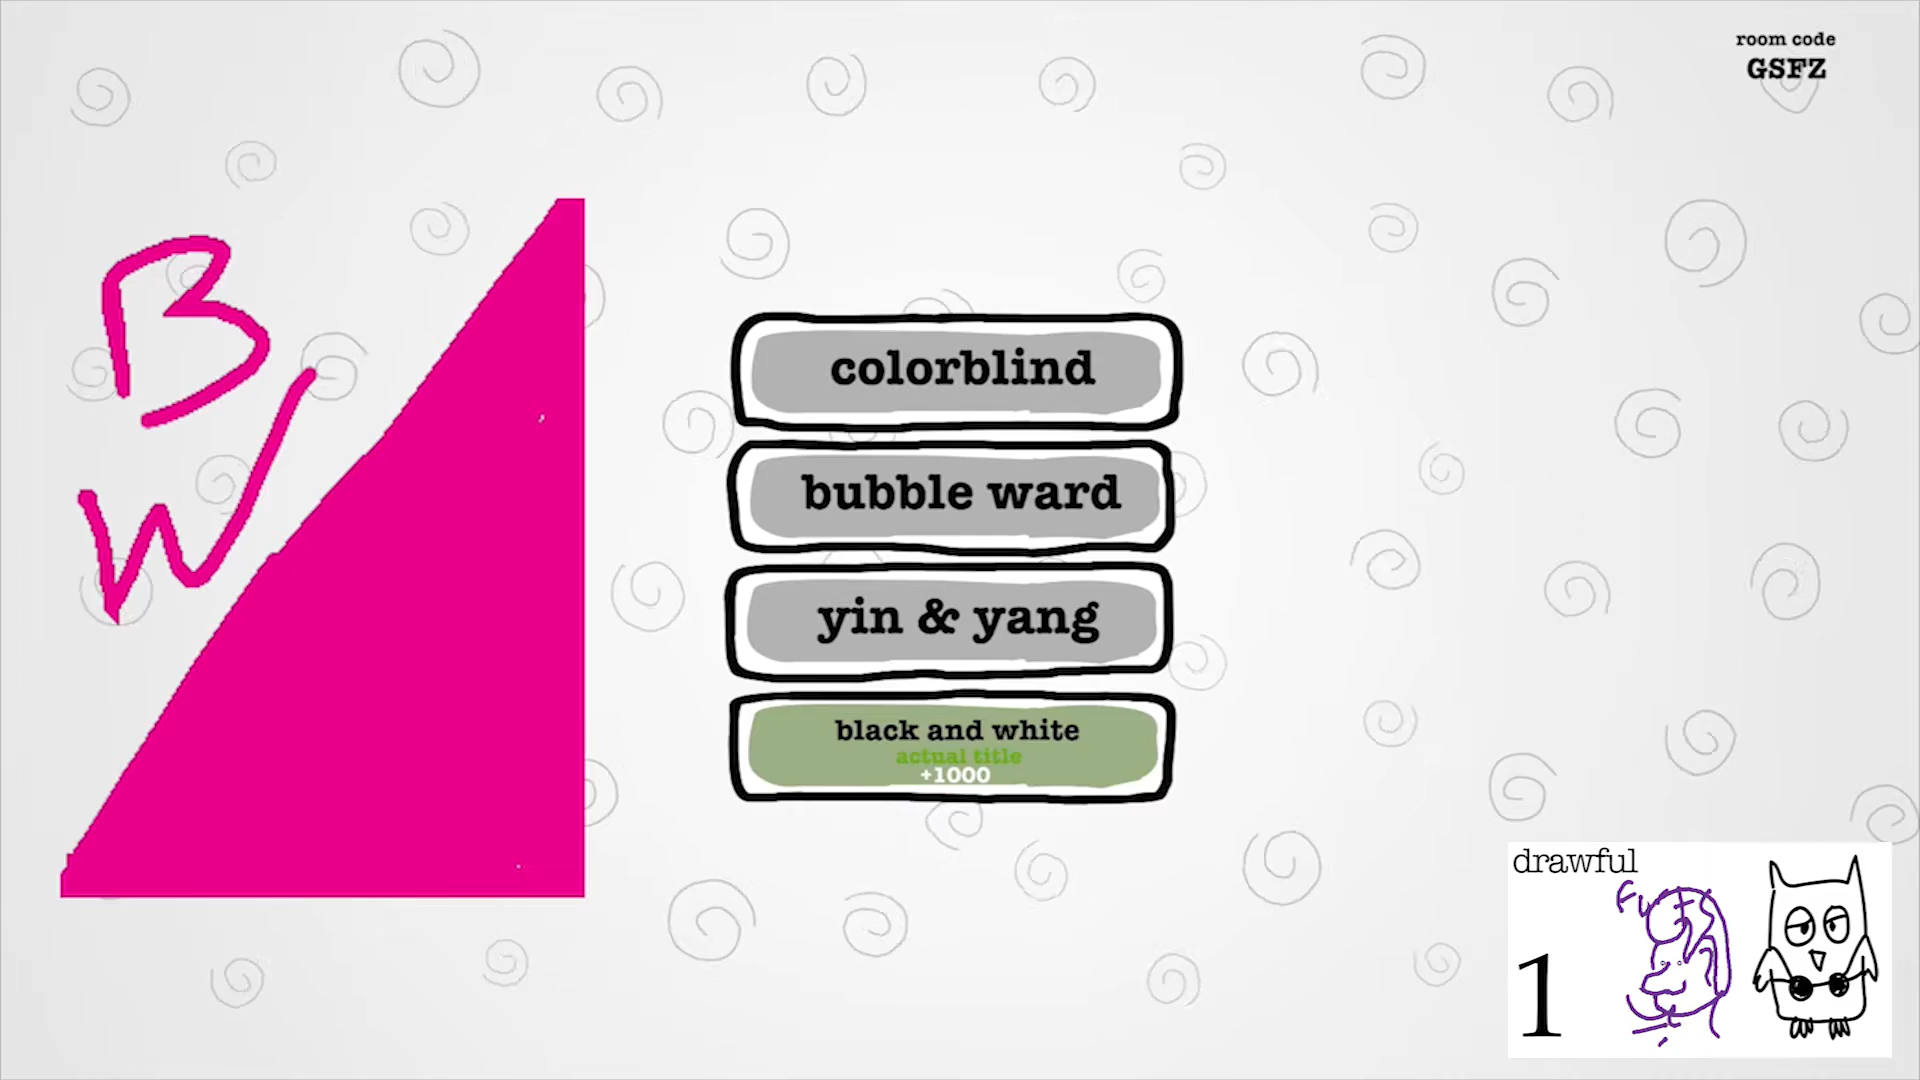 room code
GSFZ
B
W
colorblind
bubble ward
yin & yang
black and white
actual title
+1000
drawful
1